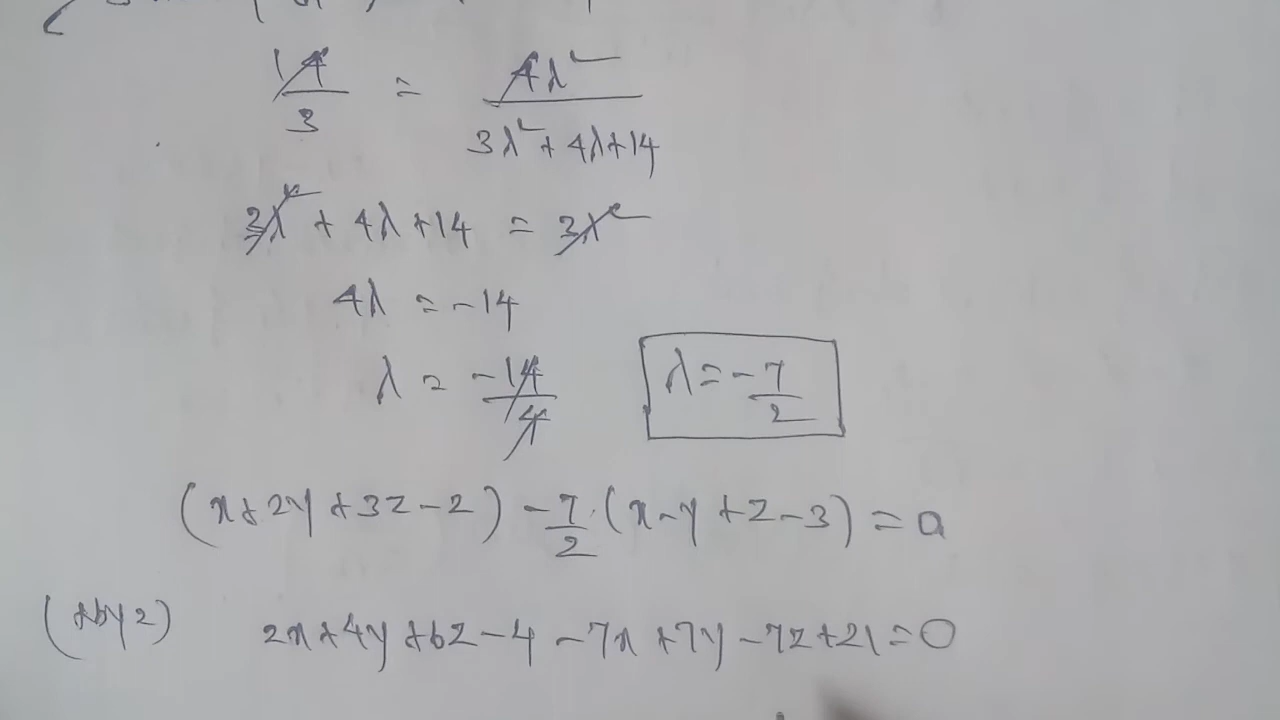 4/3 = 4λ²/(3λ²+4λ+14)
3λ² + 4λ + 14 = 3λ²
4λ = -14
λ = -14/4 λ = -7/2
(x+2y+3z-2) - 7/2 (x-y+z-3) = 0
(× by 2) 2x+4y+6z-4-7x+7y-7z+21=0